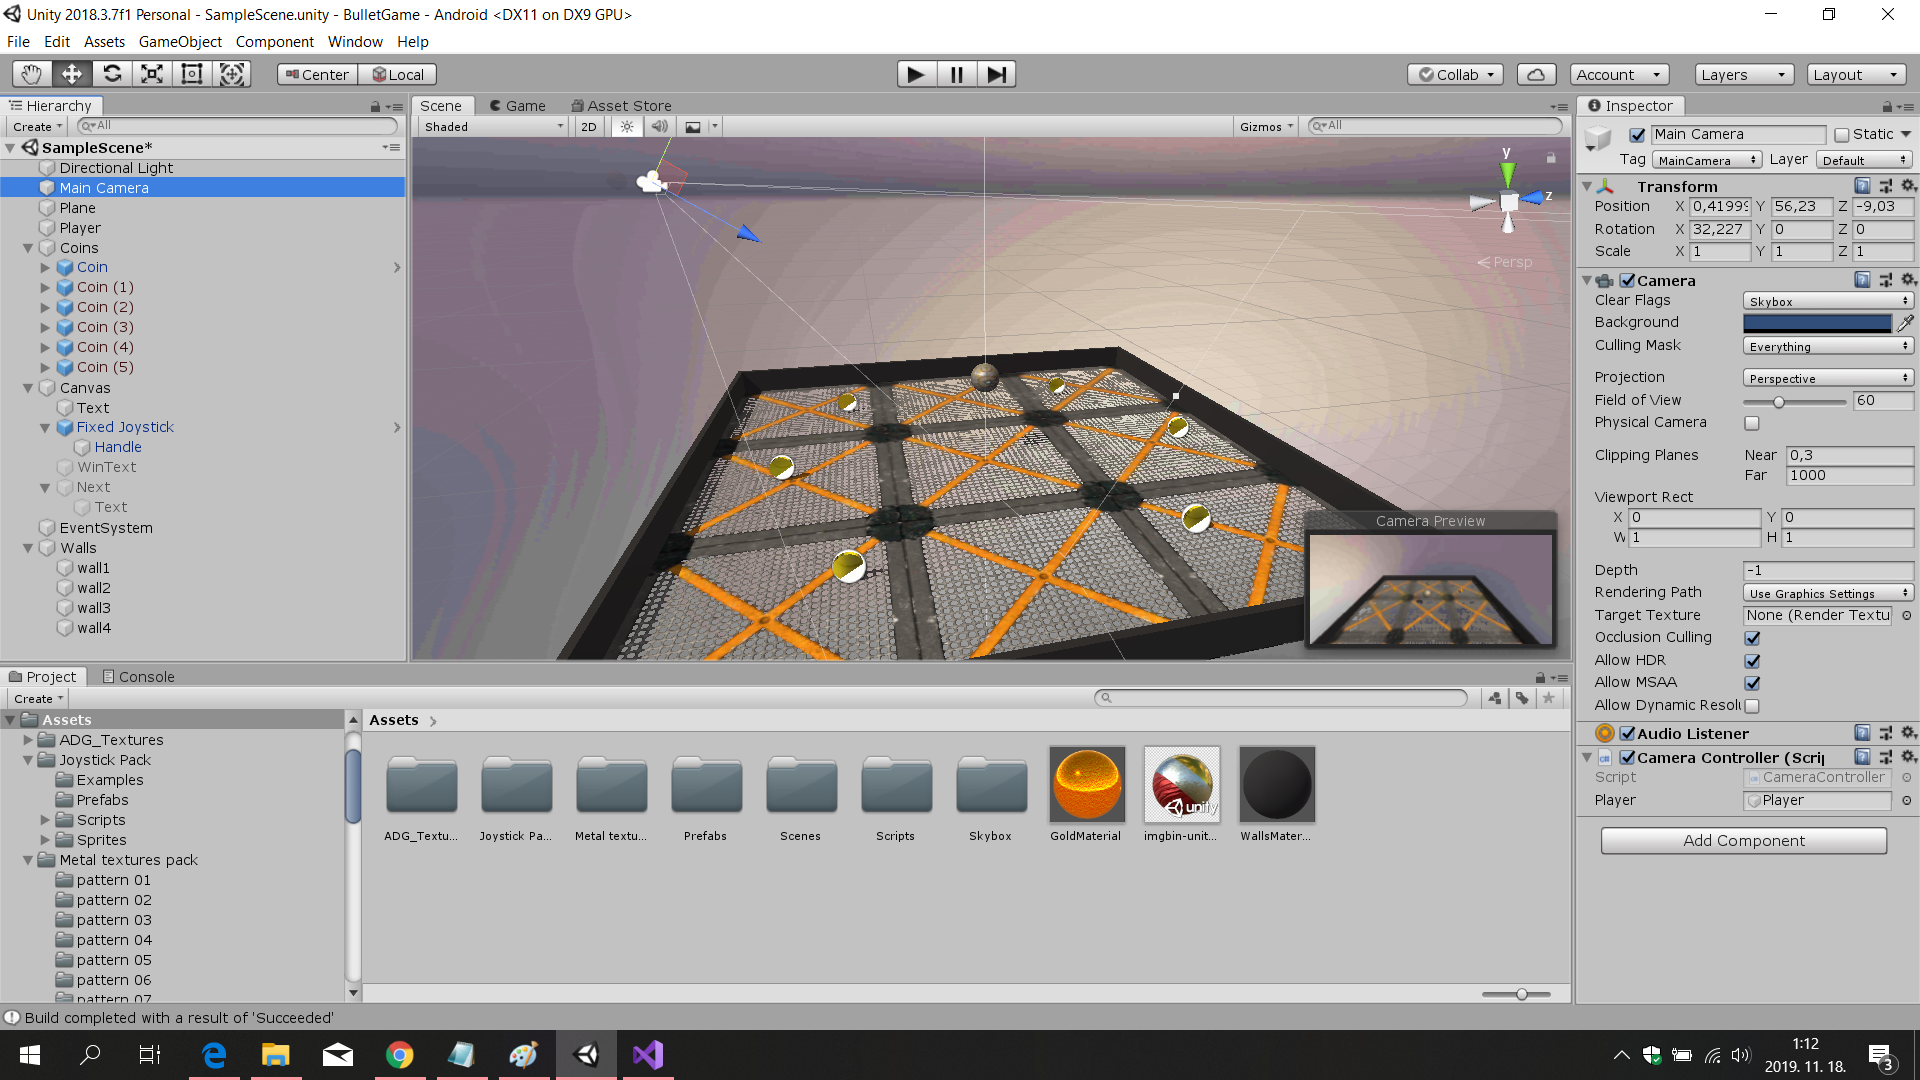 Unity 2018.3.7f1 Personal - SampleScene.unity - BulletGame - Android <DX11 on DX9 GPU>
File Edit Assets GameObject Component Window Help
Center Local Collab Account Layers Layout
Hierarchy
Create All
SampleScene*
Directional Light
Main Camera
Plane
Player
Coins
Coin
Coin (1)
Coin (2)
Coin (3)
Coin (4)
Coin (5)
Canvas
Text
Fixed Joystick
Handle
WinText
Next
Text
EventSystem
Walls
wall1
wall2
wall3
wall4
Scene Game Asset Store
Shaded 2D Gizmos All
y
z
Persp
Camera Preview
Inspector
Main Camera Static
Tag MainCamera Layer Default
Transform
Position X 0,41999 Y 56,23 Z -9,03
Rotation X 32,227 Y 0 Z 0
Scale X 1 Y 1 Z 1
Camera
Clear Flags Skybox
Background
Culling Mask Everything
Projection Perspective
Field of View 60
Physical Camera
Clipping Planes Near 0,3
Far 1000
Viewport Rect
X 0 Y 0
W 1 H 1
Depth -1
Rendering Path Use Graphics Settings
Target Texture None (Render Textu
Occlusion Culling
Allow HDR
Allow MSAA
Allow Dynamic Resolu
Audio Listener
Camera Controller (Scrip
Script CameraController
Player Player
Add Component
Project Console
Create
Assets
ADG_Textures
Joystick Pack
Examples
Prefabs
Scripts
Sprites
Metal textures pack
pattern 01
pattern 02
pattern 03
pattern 04
pattern 05
pattern 06
pattern 07
Assets
unity
ADG_Textu... Joystick Pa... Metal textu... Prefabs Scenes Scripts Skybox GoldMaterial imgbin-unit... WallsMater...
Build completed with a result of 'Succeeded'
1:12
2019. 11. 18.
3